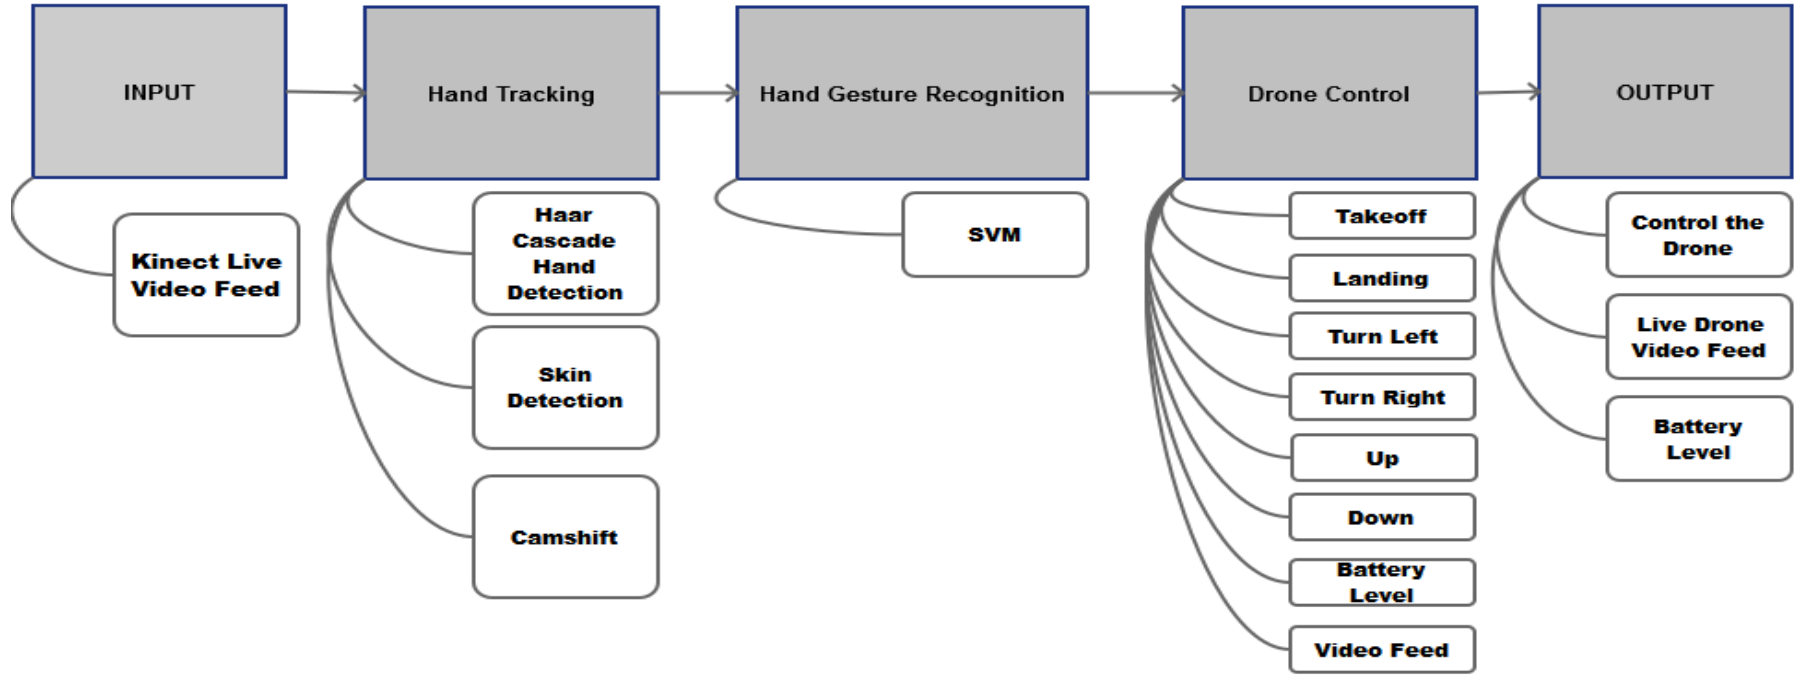 INPUT
Hand Tracking
Hand Gesture Recognition
Drone Control
OUTPUT
Kinect Live
Video Feed
Haar
Cascade
Hand
Detection
Skin
Detection
Camshift
SVM
Takeoff
Landing
Turn Left
Turn Right
Up
Down
Battery
Level
Video Feed
Control the
Drone
Live Drone
Video Feed
Battery
Level